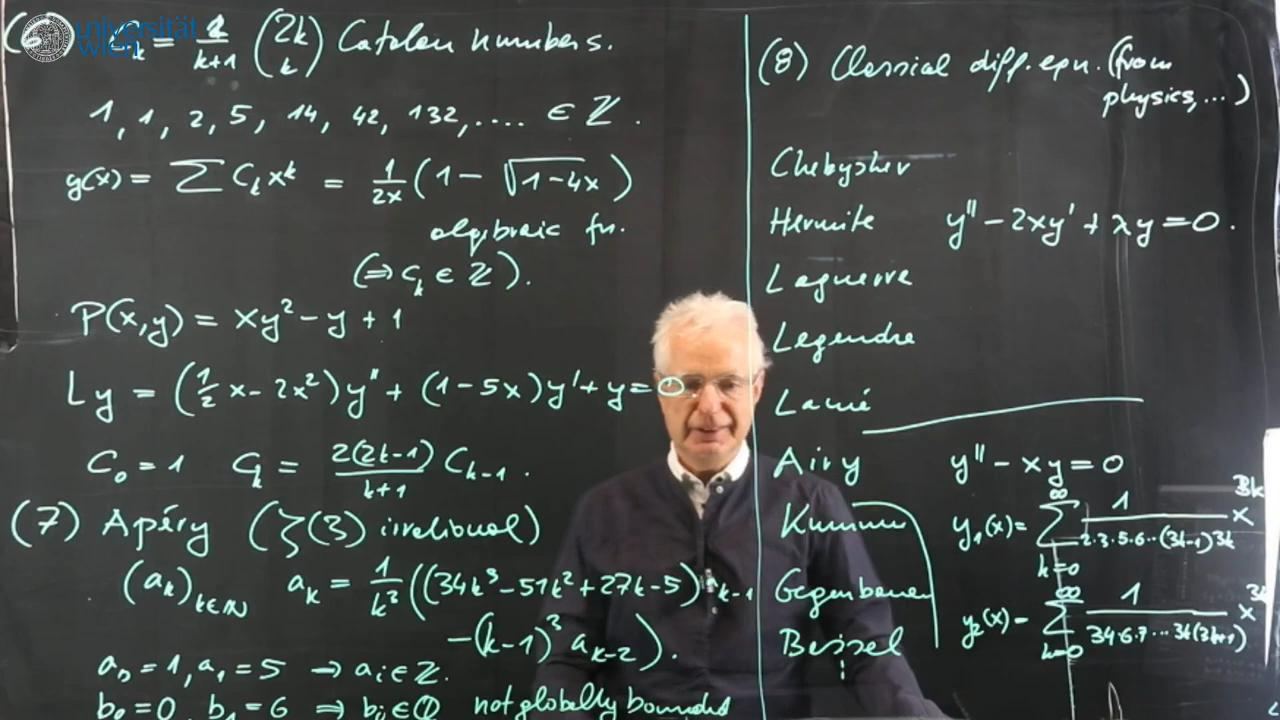 universität
wien
(6) C_k = 1/(k+1) (2k k) Catalan numbers.
1, 1, 2, 5, 14, 42, 132, .... ∈ ℤ.
g(x) = ∑ C_k x^k = 1/2x (1 - √(1-4x))
algebraic fn.
(⇒ C_k ∈ ℤ).
P(x,y) = xy² - y + 1
Ly = (1/2 x - 2x²)y'' + (1-5x)y' + y = 0
C_0 = 1 C_k = 2(2k-1)/(k+1) C_{k-1}.
(7) Apéry (ζ(3) irrational)
(a_k)_{k∈ℕ} a_k = 1/k³ ((34k³ - 51k² + 27k - 5) a_{k-1}
-(k-1)³ a_{k-2}).
a_0 = 1, a_1 = 5 → a_i ∈ ℤ.
b_0 = 0 b_1 = 6 ⇒ b_i ∈ ℚ not globally bounded
(8) Classical diff. eqn. (from
physics, ...)
Chebyshev
Hermite y'' - 2xy' + λy = 0.
Laguerre
Legendre
Lamé
Airy y'' - xy = 0
Kummer y_1(x) = ∑_{k=0}^∞ 1/(2·3·5·6···(3k-1)3k) x^{3k}
Gegenbauer y_2(x) = ∑_{k=0}^∞ 1/(3·4·6·7···3k(3k+1)) x^{3k
Bessel